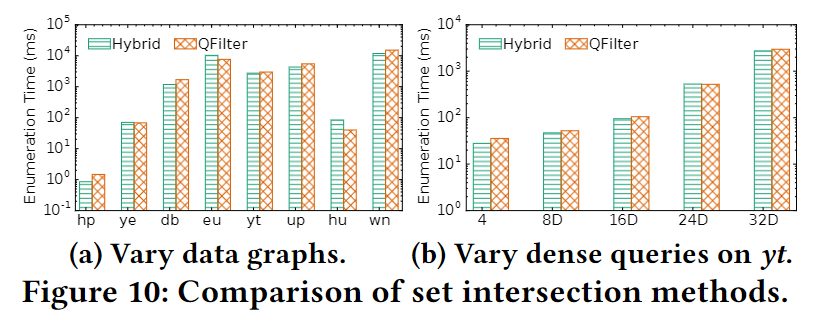 Enumeration Time (ms)
10^5
10^4
10^3
10^2
10^1
10^0
10^-1
Hybrid
QFilter
hp ye db eu yt up hu wn
(a) Vary data graphs.
Enumeration Time (ms)
10^4
10^3
10^2
10^1
10^0
Hybrid
QFilter
4 8D 16D 24D 32D
(b) Vary dense queries on yt.
Figure 10: Comparison of set intersection methods.